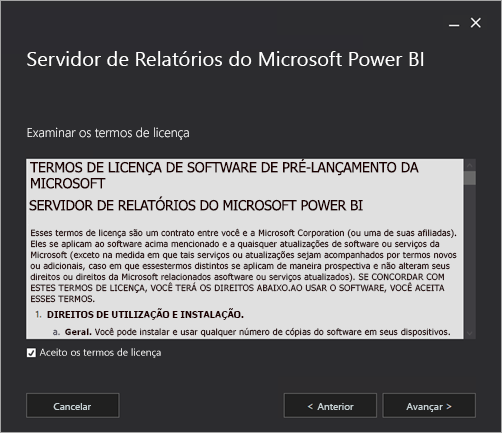 Servidor de Relatórios do Microsoft Power BI
Examinar os termos de licença
TERMOS DE LICENÇA DE SOFTWARE DE PRÉ-LANÇAMENTO DA
MICROSOFT
SERVIDOR DE RELATÓRIOS DO MICROSOFT POWER BI
Esses termos de licença são um contrato entre você e a Microsoft Corporation (ou uma de suas afiliadas).
Eles se aplicam ao software acima mencionado e a quaisquer atualizações de software ou serviços da
Microsoft (exceto na medida em que tais serviços ou atualizações sejam acompanhados por termos novos
ou adicionais, caso em que essestermos distintos se aplicam de maneira prospectiva e não alteram seus
direitos ou direitos da Microsoft relacionados asoftware ou serviços atualizados). SE CONCORDAR COM
ESTES TERMOS DE LICENÇA, VOCÊ TERÁ OS DIREITOS ABAIXO.AO USAR O SOFTWARE, VOCÊ ACEITA
ESSES TERMOS.
1. DIREITOS DE UTILIZAÇÃO E INSTALAÇÃO.
a. Geral. Você pode instalar e usar qualquer número de cópias do software em seus dispositivos.
Aceito os termos de licença
Cancelar
< Anterior
Avançar >